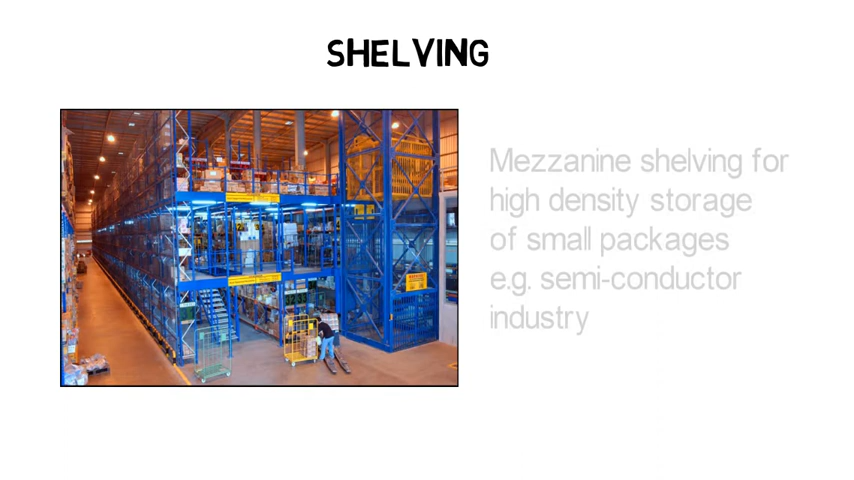 SHELVING
Mezzanine shelving for
high density storage
of small packages
e.g. semi-conductor
industry